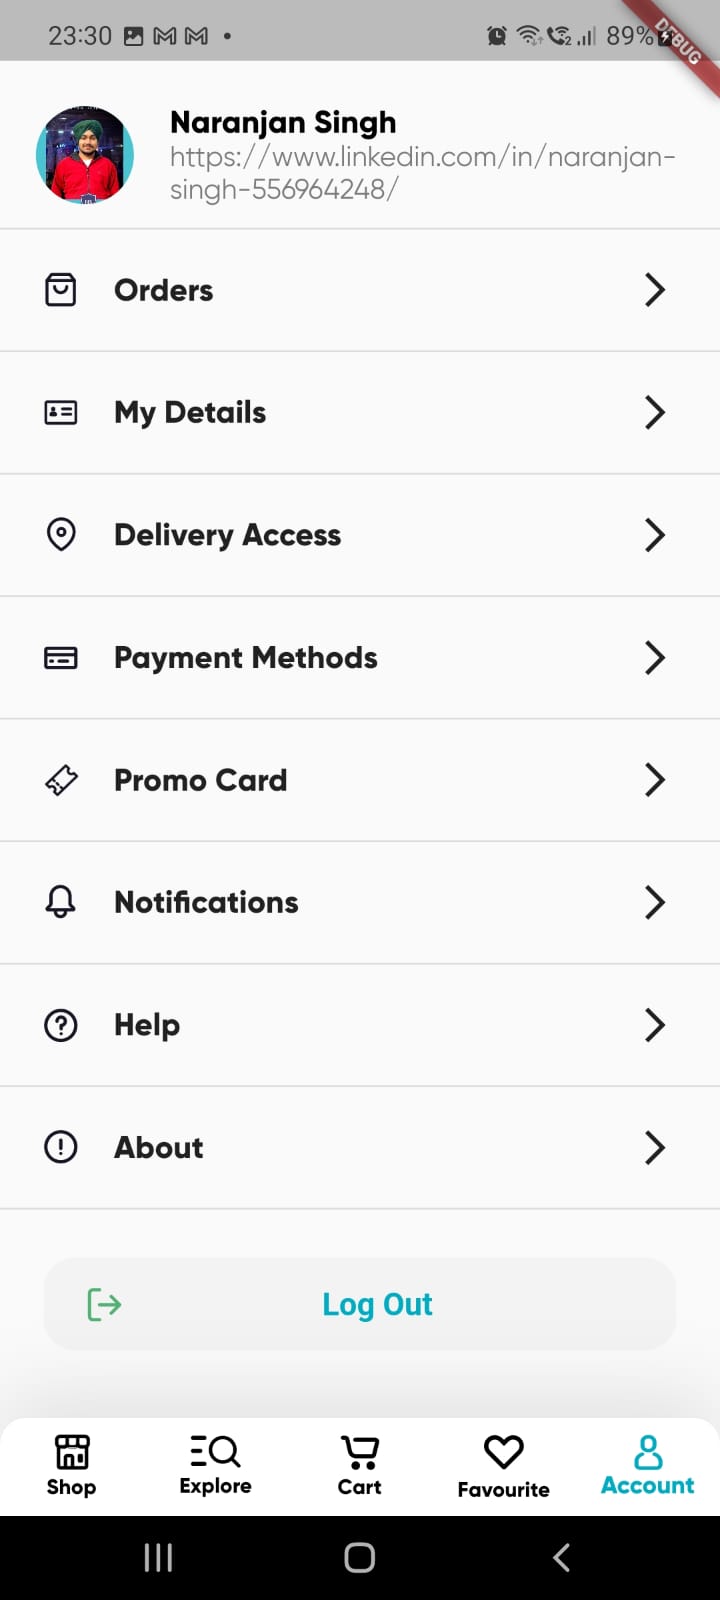 23:30
89%
DEBUG
Naranjan Singh
https://www.linkedin.com/in/naranjan-
singh-556964248/
Orders
My Details
Delivery Access
Payment Methods
Promo Card
Notifications
Help
About
Log Out
Shop
Explore
Cart
Favourite
Account